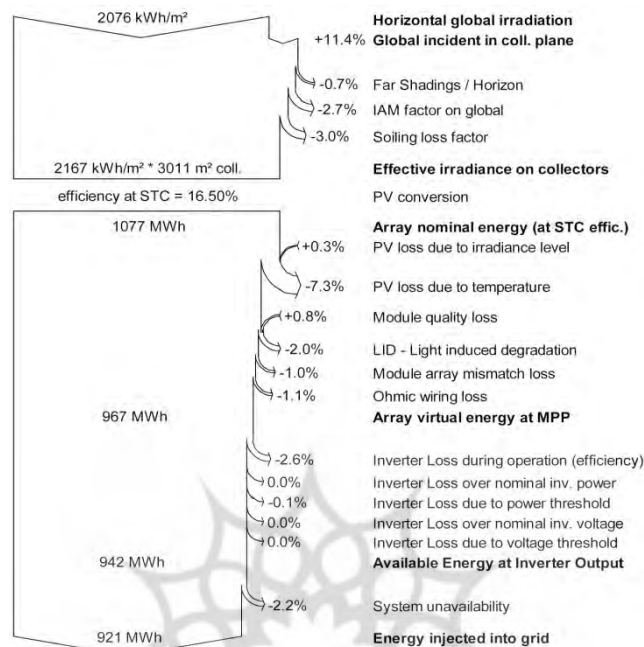 2076 kWh/m² Horizontal global irradiation
+11.4% Global incident in coll. plane
-0.7% Far Shadings / Horizon
-2.7% IAM factor on global
-3.0% Soiling loss factor
2167 kWh/m² * 3011 m² coll. Effective irradiance on collectors
efficiency at STC = 16.50% PV conversion
1077 MWh Array nominal energy (at STC effic.)
+0.3% PV loss due to irradiance level
-7.3% PV loss due to temperature
+0.8% Module quality loss
-2.0% LID - Light induced degradation
-1.0% Module array mismatch loss
-1.1% Ohmic wiring loss
967 MWh Array virtual energy at MPP
-2.6% Inverter Loss during operation (efficiency)
0.0% Inverter Loss over nominal inv. power
-0.1% Inverter Loss due to power threshold
0.0% Inverter Loss over nominal inv. voltage
0.0% Inverter Loss due to voltage threshold
942 MWh Available Energy at Inverter Output
-2.2% System unavailability
921 MWh Energy injected into grid